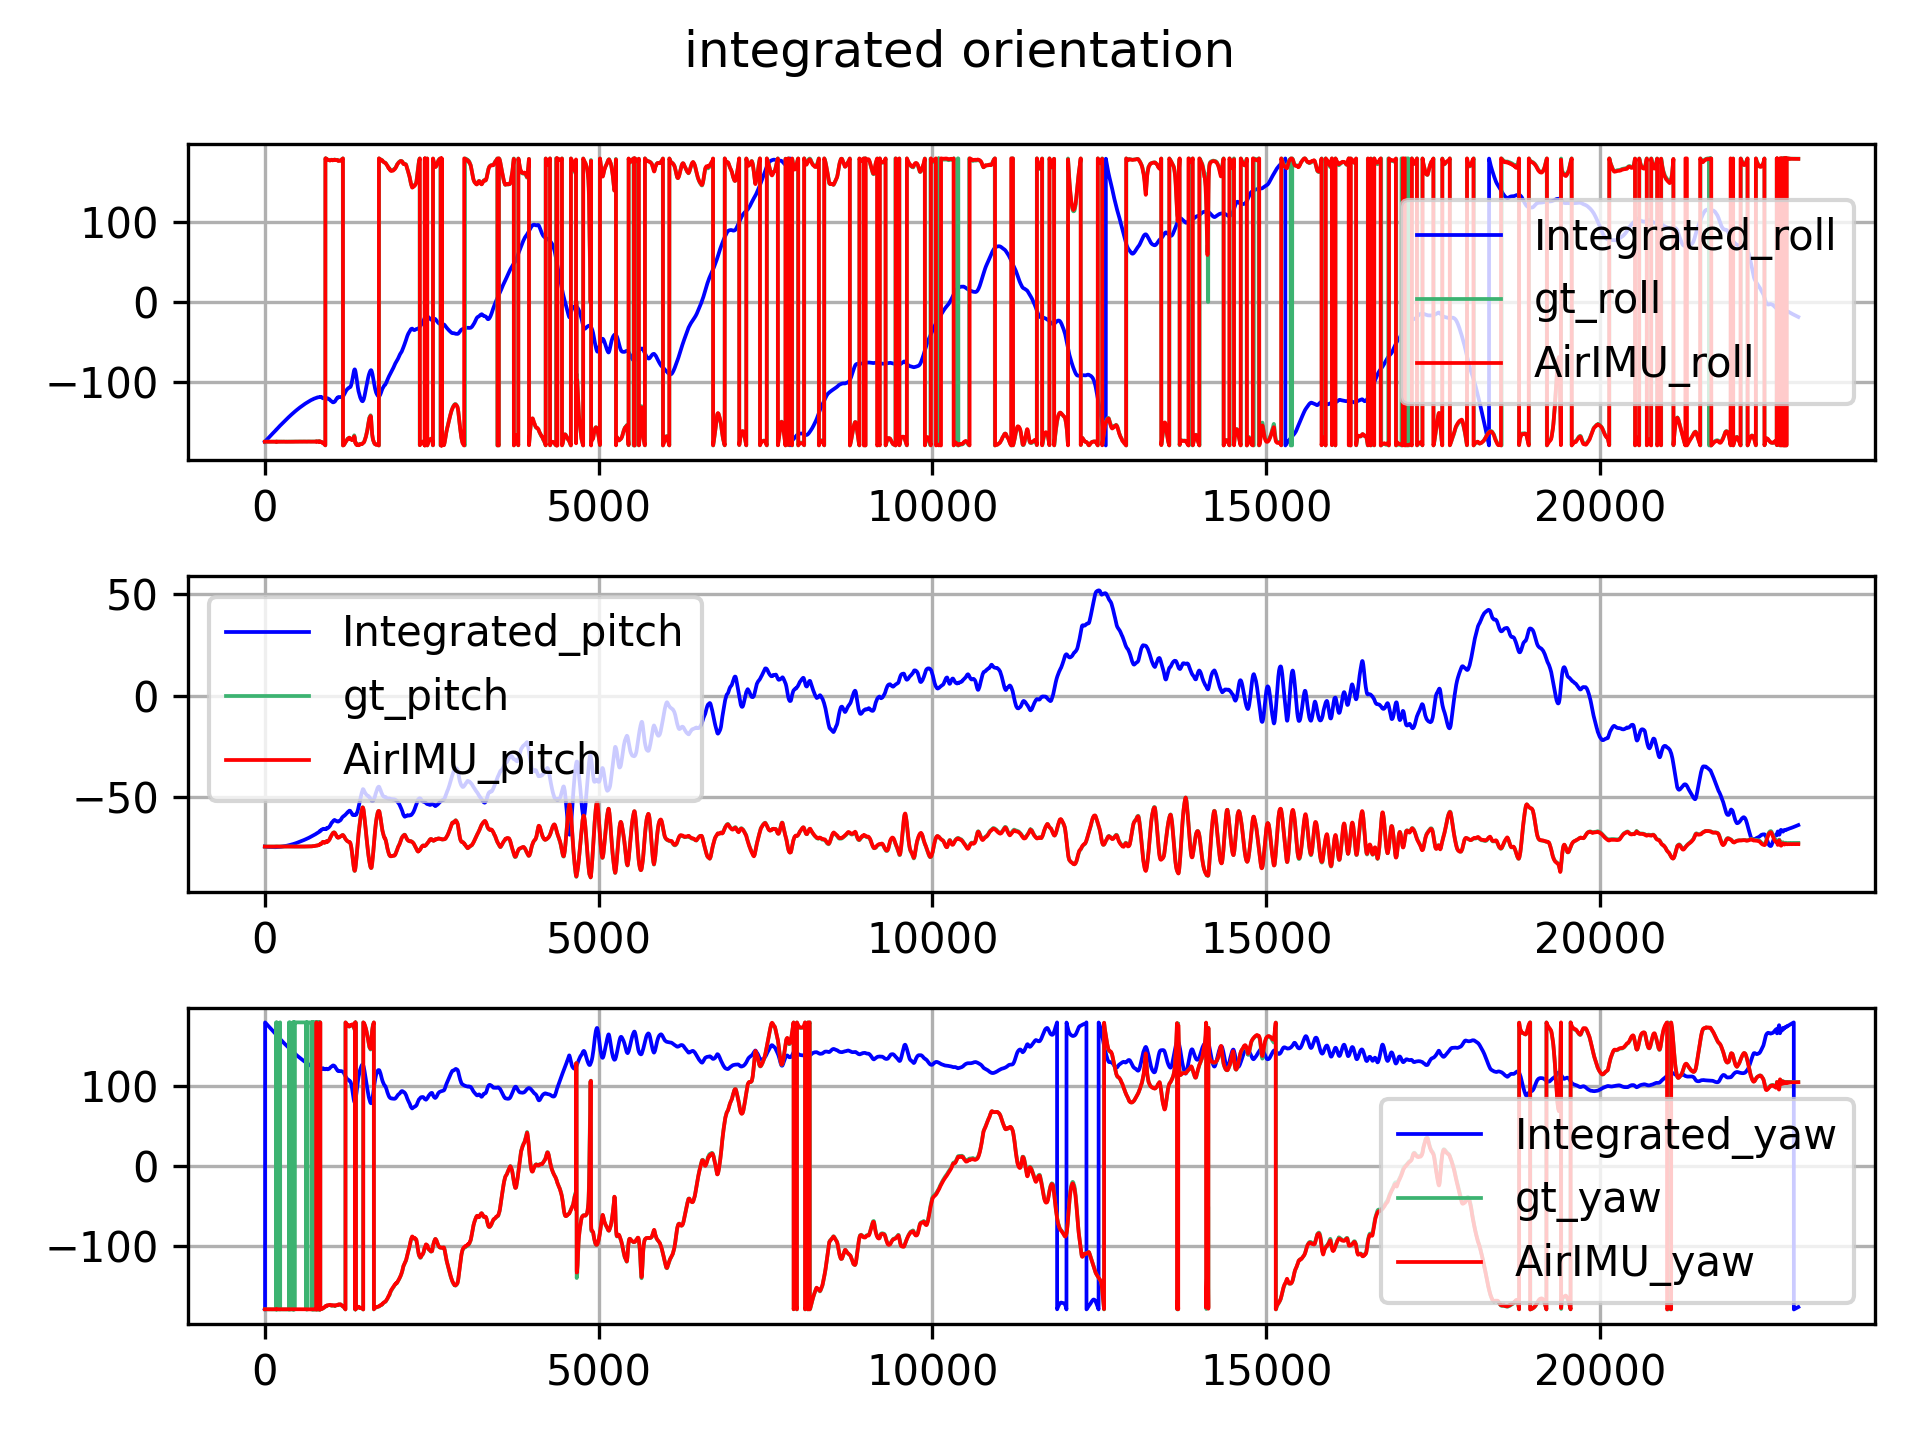 integrated orientation
100
0
−100
Integrated_roll
gt_roll
AirIMU_roll
0 5000 10000 15000 20000
50
0
−50
Integrated_pitch
gt_pitch
AirIMU_pitch
0 5000 10000 15000 20000
100
0
−100
Integrated_yaw
gt_yaw
AirIMU_yaw
0 5000 10000 15000 20000